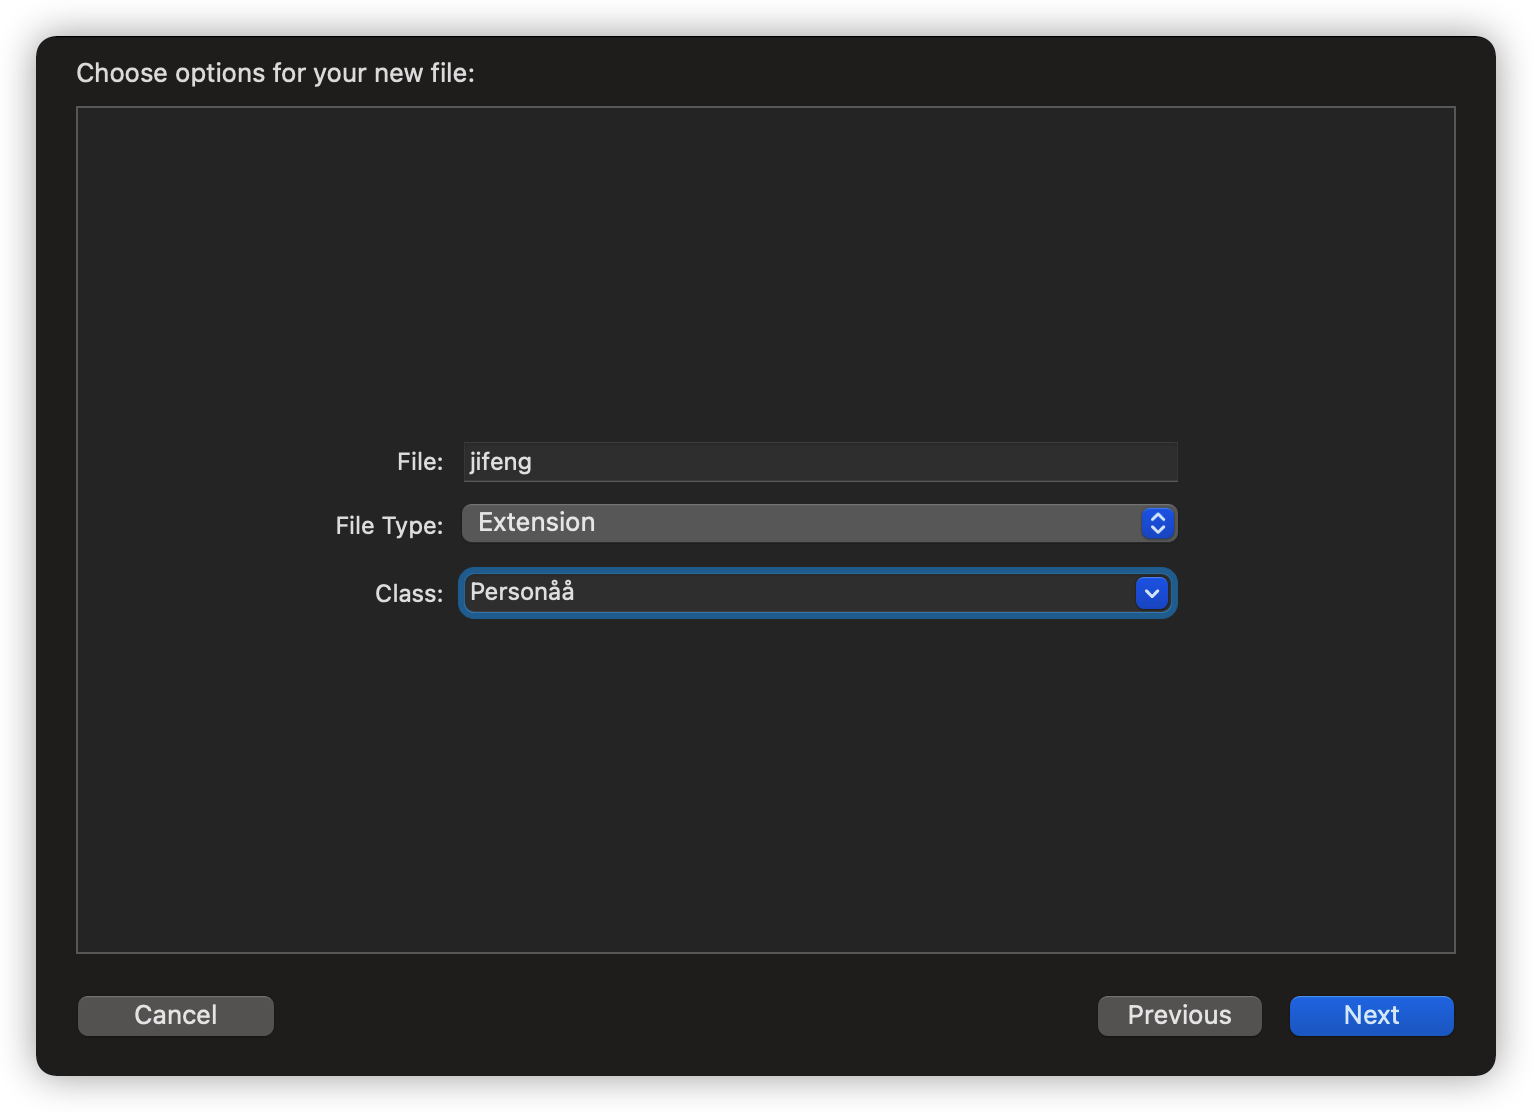 Choose options for your new file:
File: jifeng
File Type: Extension
Class: Personåå
Cancel Previous Next